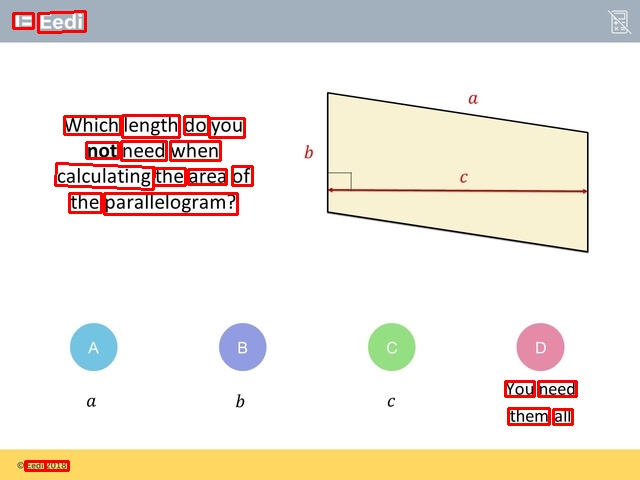 Eedi
Which length do you
not need when
calculating the area of
the parallelogram?
a
b
c
A
B
C
D
a
b
c
You need
them all
© Eedi 2018